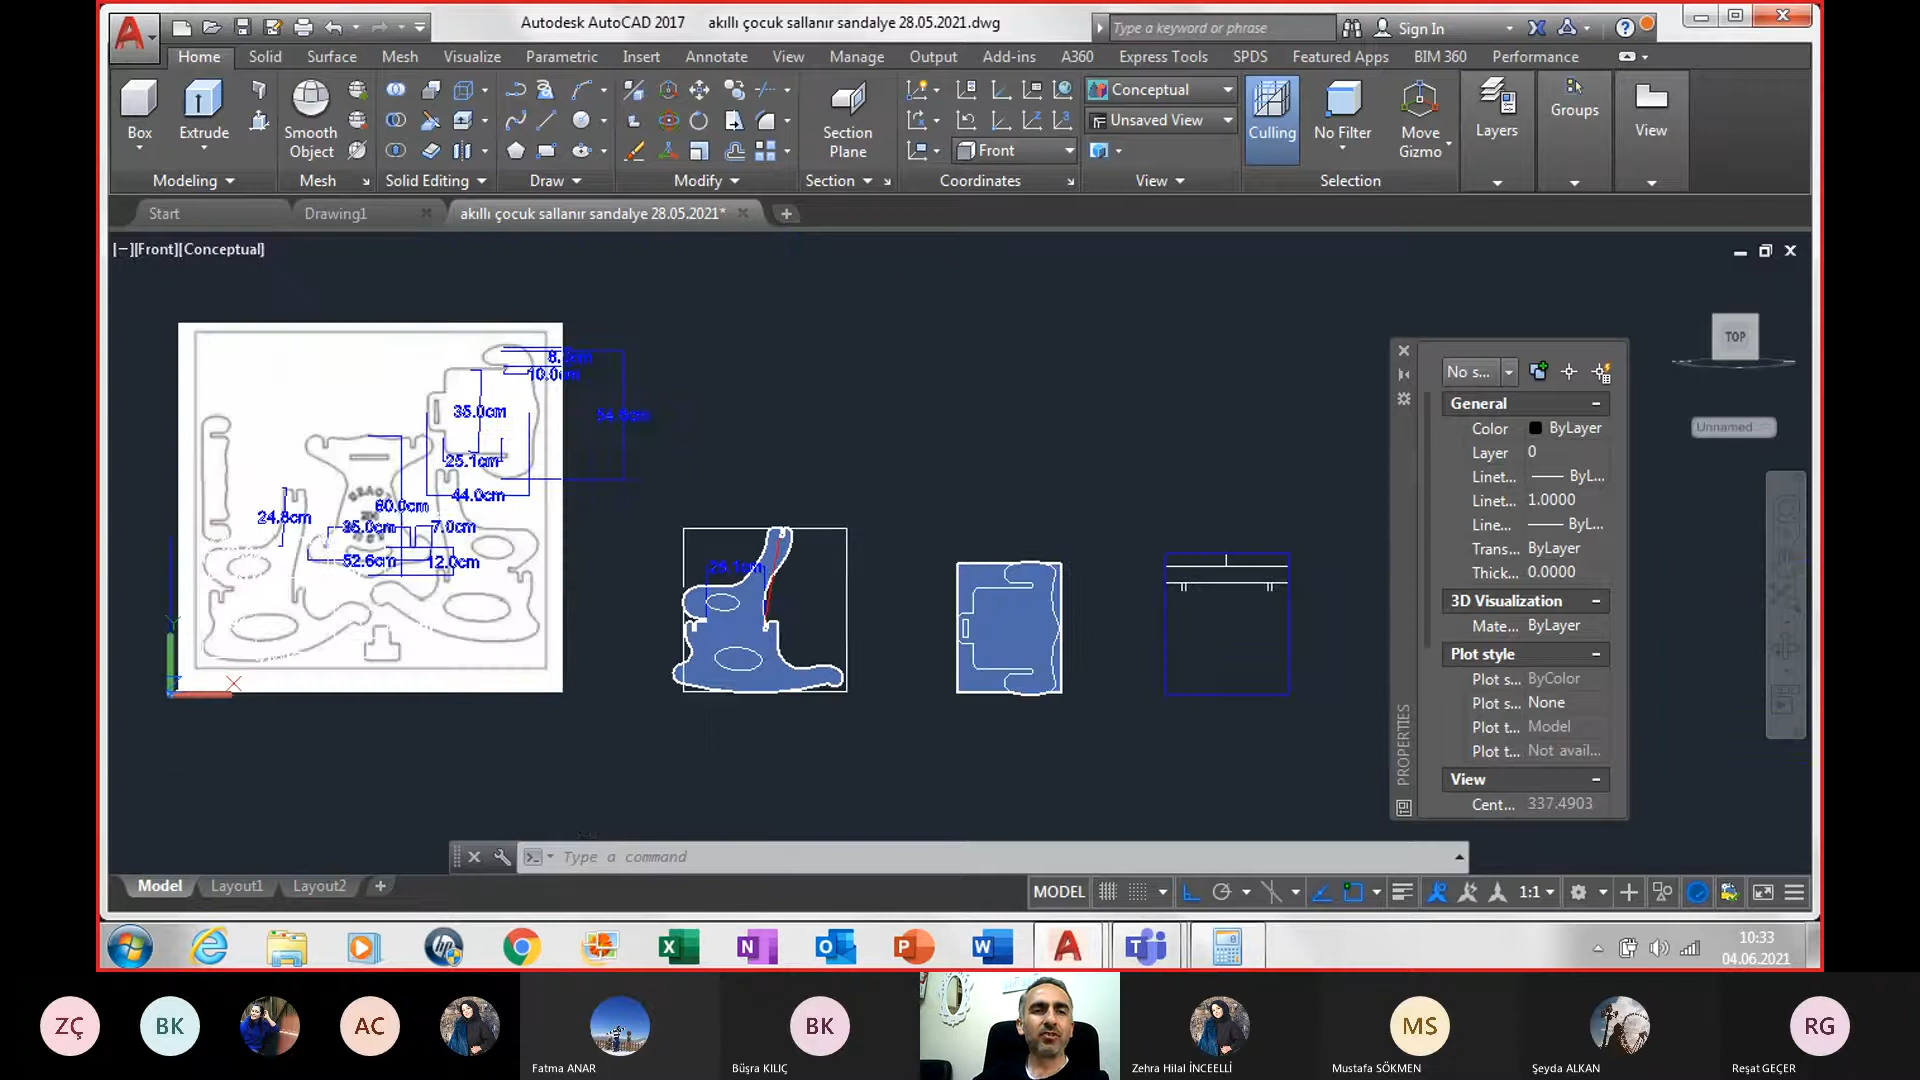 Autodesk AutoCAD 2017 akıllı çocuk sallanır sandalye 28.05.2021.dwg
Type a keyword or phrase
Sign In
Home Solid Surface Mesh Visualize Parametric Insert Annotate View Manage Output Add-ins A360 Express Tools SPDS Featured Apps BIM 360 Performance
Box
Extrude
Smooth Object
Section Plane
Conceptual
Unsaved View
Front
Culling
No Filter
Move Gizmo
Layers
Groups
View
Modeling
Mesh
Solid Editing
Draw
Modify
Section
Coordinates
View
Selection
Start
Drawing1
akıllı çocuk sallanır sandalye 28.05.2021*
[−][Front][Conceptual]
10.0cm
35.0cm
25.1cm
44.0cm
60.0cm
24.8cm
35.0cm
7.0cm
52.6cm
12.0cm
X
TOP
Unnamed
No s...
General
Color ByLayer
Layer 0
Linet... ByL...
Linet... 1.0000
Line... ByL...
Trans... ByLayer
Thick... 0.0000
3D Visualization
Mate... ByLayer
Plot style
Plot s... ByColor
Plot s... None
Plot t... Model
Plot t... Not avail...
View
Cent... 337.4903
PROPERTIES
Type a command
Model Layout1 Layout2
MODEL
1:1
10:33
04.06.2021
ZÇ
BK
AC
BK
MS
RG
Fatma ANAR
Büşra KILIÇ
Zehra Hilal İNCEELLİ
Mustafa SÖKMEN
Şeyda ALKAN
Reşat GEÇER